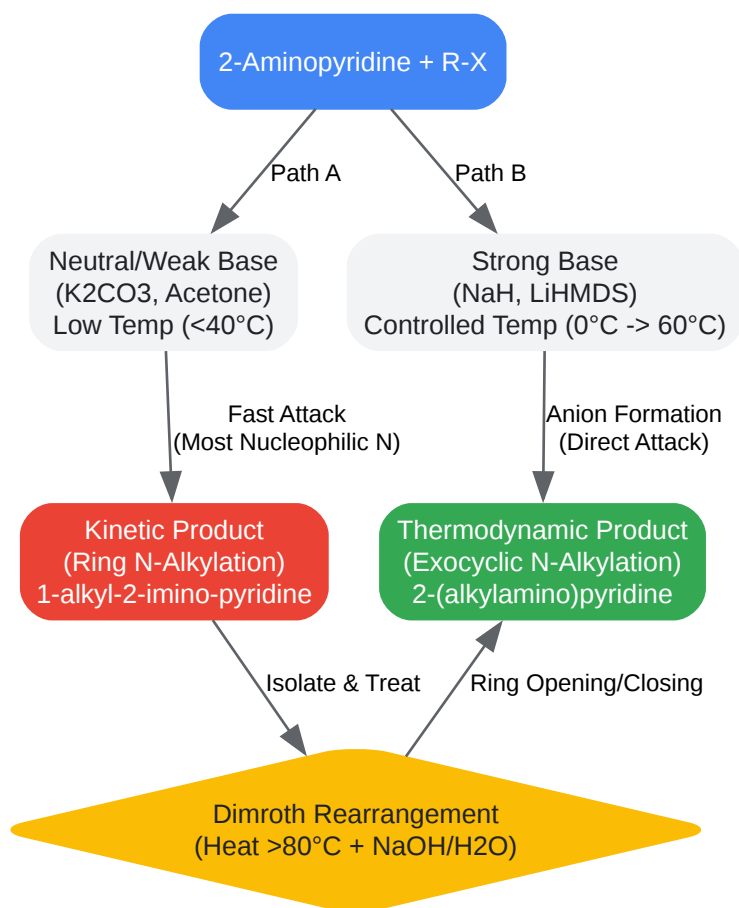 2-Aminopyridine + R-X
Path A
Path B
Neutral/Weak Base
(K2CO3, Acetone)
Low Temp (<40°C)
Strong Base
(NaH, LiHMDS)
Controlled Temp (0°C -> 60°C)
Fast Attack
(Most Nucleophilic N)
Anion Formation
(Direct Attack)
Kinetic Product
(Ring N-Alkylation)
1-alkyl-2-imino-pyridine
Thermodynamic Product
(Exocyclic N-Alkylation)
2-(alkylamino)pyridine
Isolate & Treat
Ring Opening/Closing
Dimroth Rearrangement
(Heat >80°C + NaOH/H2O)